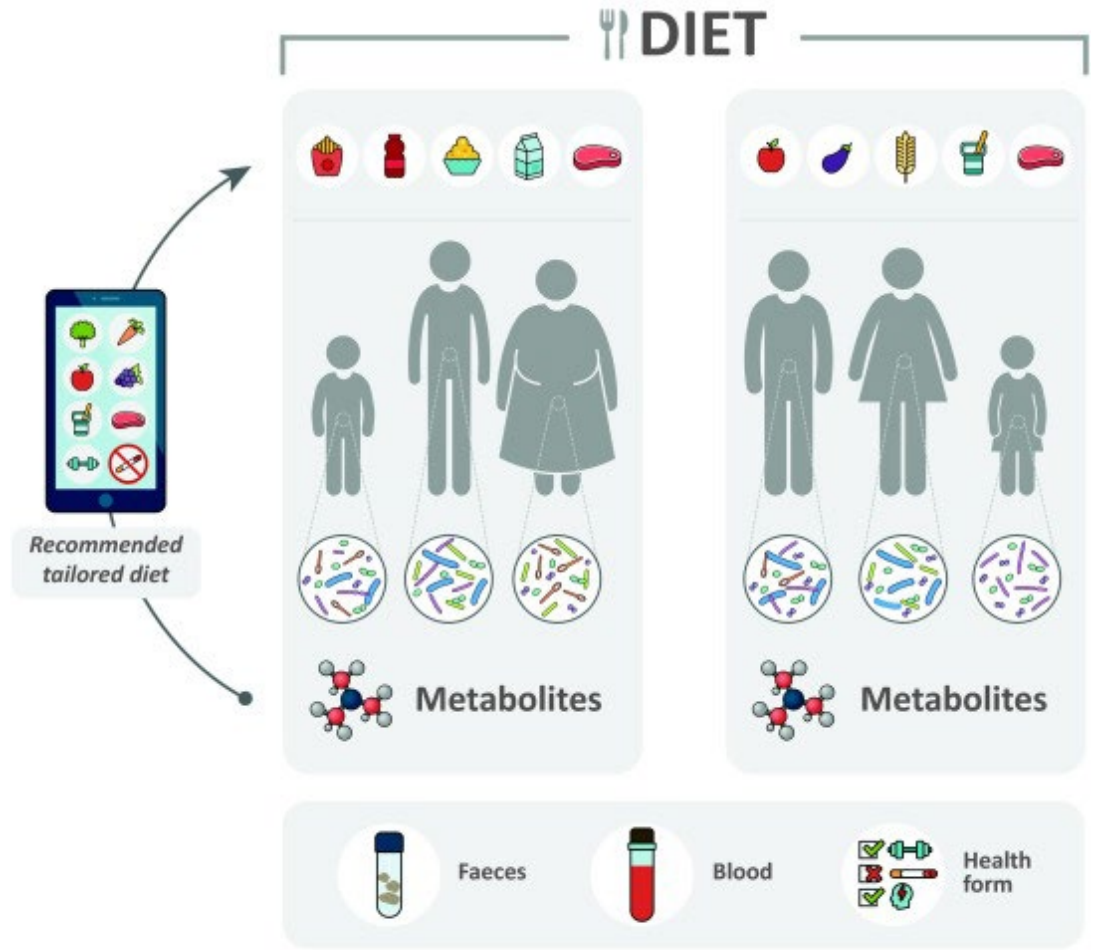 DIET
Recommended
tailored diet
Metabolites
Metabolites
Faeces
Blood
Health
form